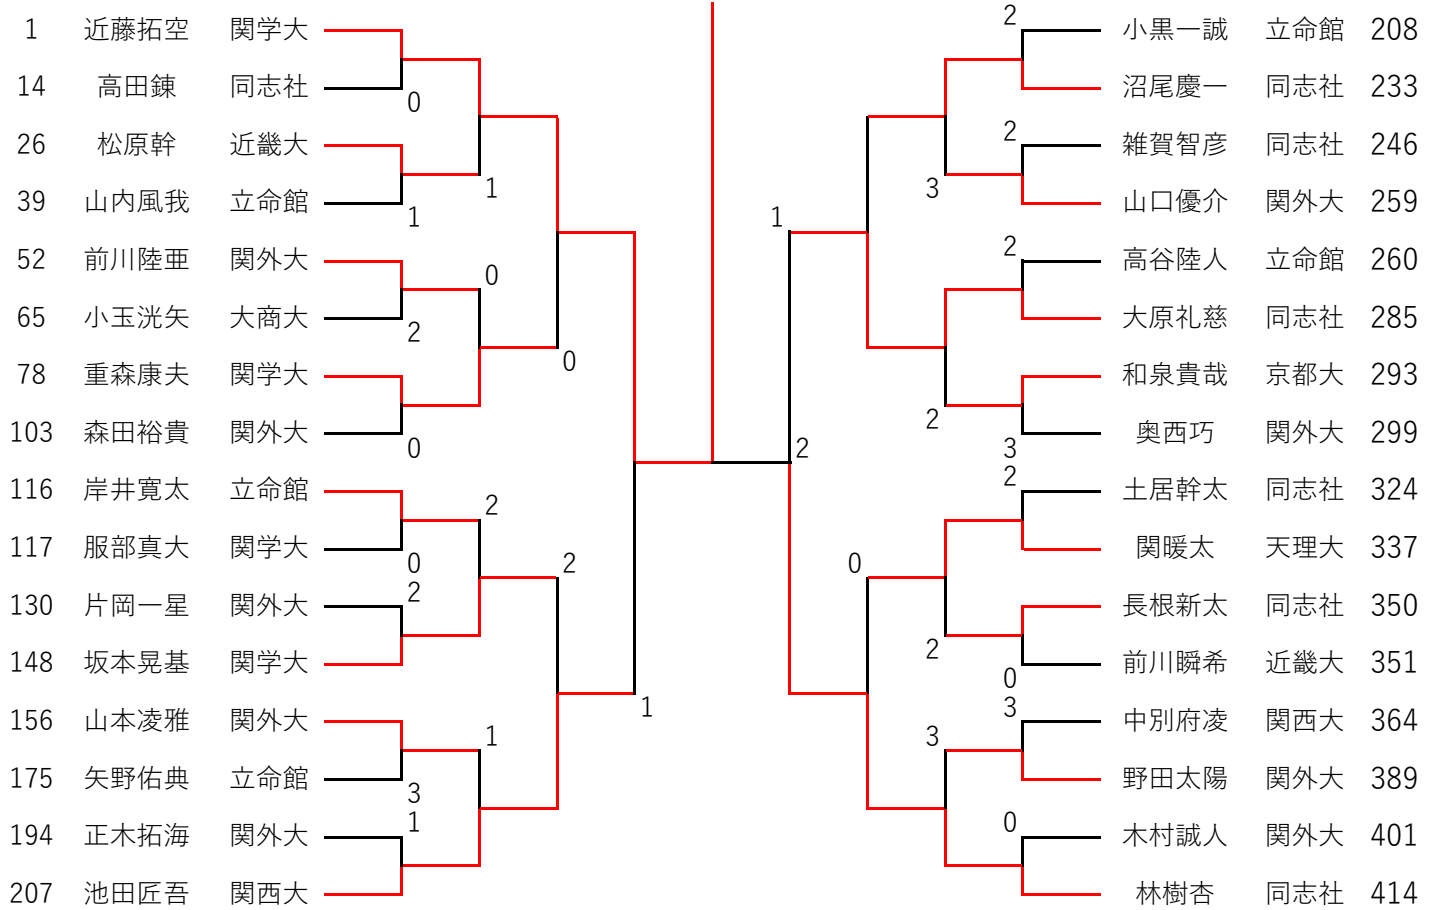 1 近藤拓空 関学大
14 高田錬 同志社
0
26 松原幹 近畿大
39 山内風我 立命館
1
1
52 前川陸亜 関外大
0
65 小玉洸矢 大商大
2
0
78 重森康夫 関学大
103 森田裕貴 関外大
0
116 岸井寛太 立命館
2
117 服部真大 関学大
0
2
2
130 片岡一星 関外大
148 坂本晃基 関学大
1
156 山本凌雅 関外大
1
175 矢野佑典 立命館
3
1
194 正木拓海 関外大
207 池田匠吾 関西大
2
小黒一誠 立命館 208
沼尾慶一 同志社 233
2
雑賀智彦 同志社 246
3
山口優介 関外大 259
1
2
高谷陸人 立命館 260
大原礼慈 同志社 285
和泉貴哉 京都大 293
2
奥西巧 関外大 299
3
2
2
土居幹太 同志社 324
関暖太 天理大 337
0
長根新太 同志社 350
2
前川瞬希 近畿大 351
0
3
中別府凌 関西大 364
3
野田太陽 関外大 389
0
木村誠人 関外大 401
林樹杏 同志社 414